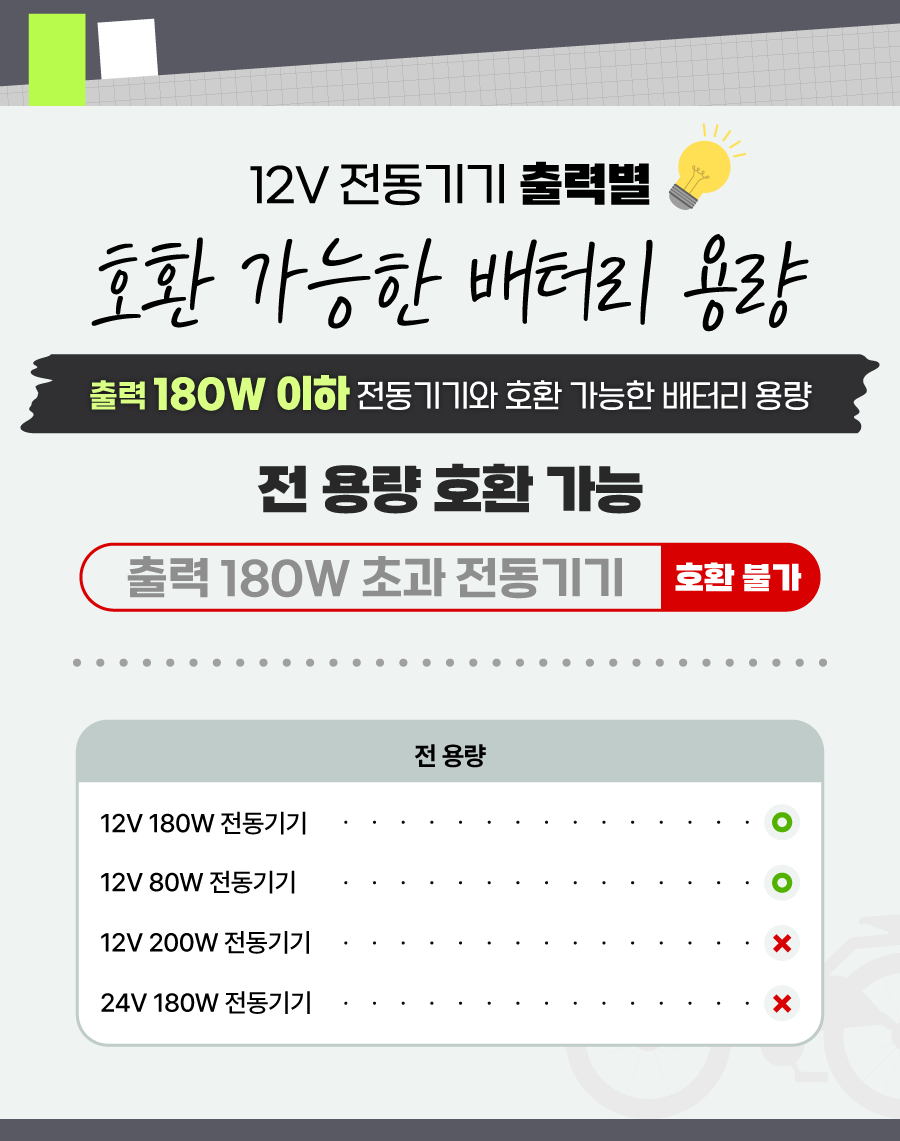 12V 전동기기 출력별
호환 가능한 배터리 용량
출력 180W 이하 전동기기와 호환 가능한 배터리 용량
전 용량 호환 가능
출력 180W 초과 전동기기 호환 불가
전 용량
12V 180W 전동기기
12V 80W 전동기기
12V 200W 전동기기
24V 180W 전동기기